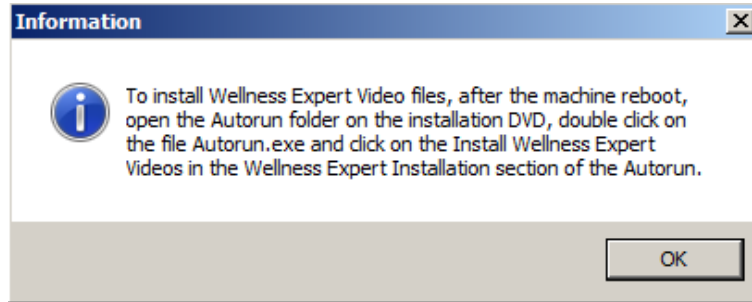 Information
To install Wellness Expert Video files, after the machine reboot,
open the Autorun folder on the installation DVD, double click on
the file Autorun.exe and click on the Install Wellness Expert
Videos in the Wellness Expert Installation section of the Autorun.
OK